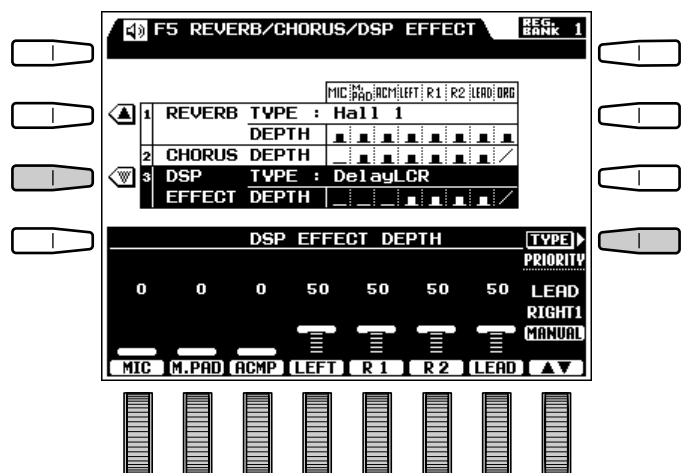 F5 REVERB/CHORUS/DSP EFFECT REG. BANK 1
MIC M.PAD ACM LEFT R1 R2 LEAD ORG
1 REVERB TYPE : Hall 1
DEPTH
2 CHORUS DEPTH
3 DSP TYPE : DelayLCR
EFFECT DEPTH
DSP EFFECT DEPTH TYPE
PRIORITY
0 0 0 50 50 50 50 LEAD
RIGHT1
MANUAL
MIC M.PAD ACMP LEFT R 1 R 2 LEAD ▲▼